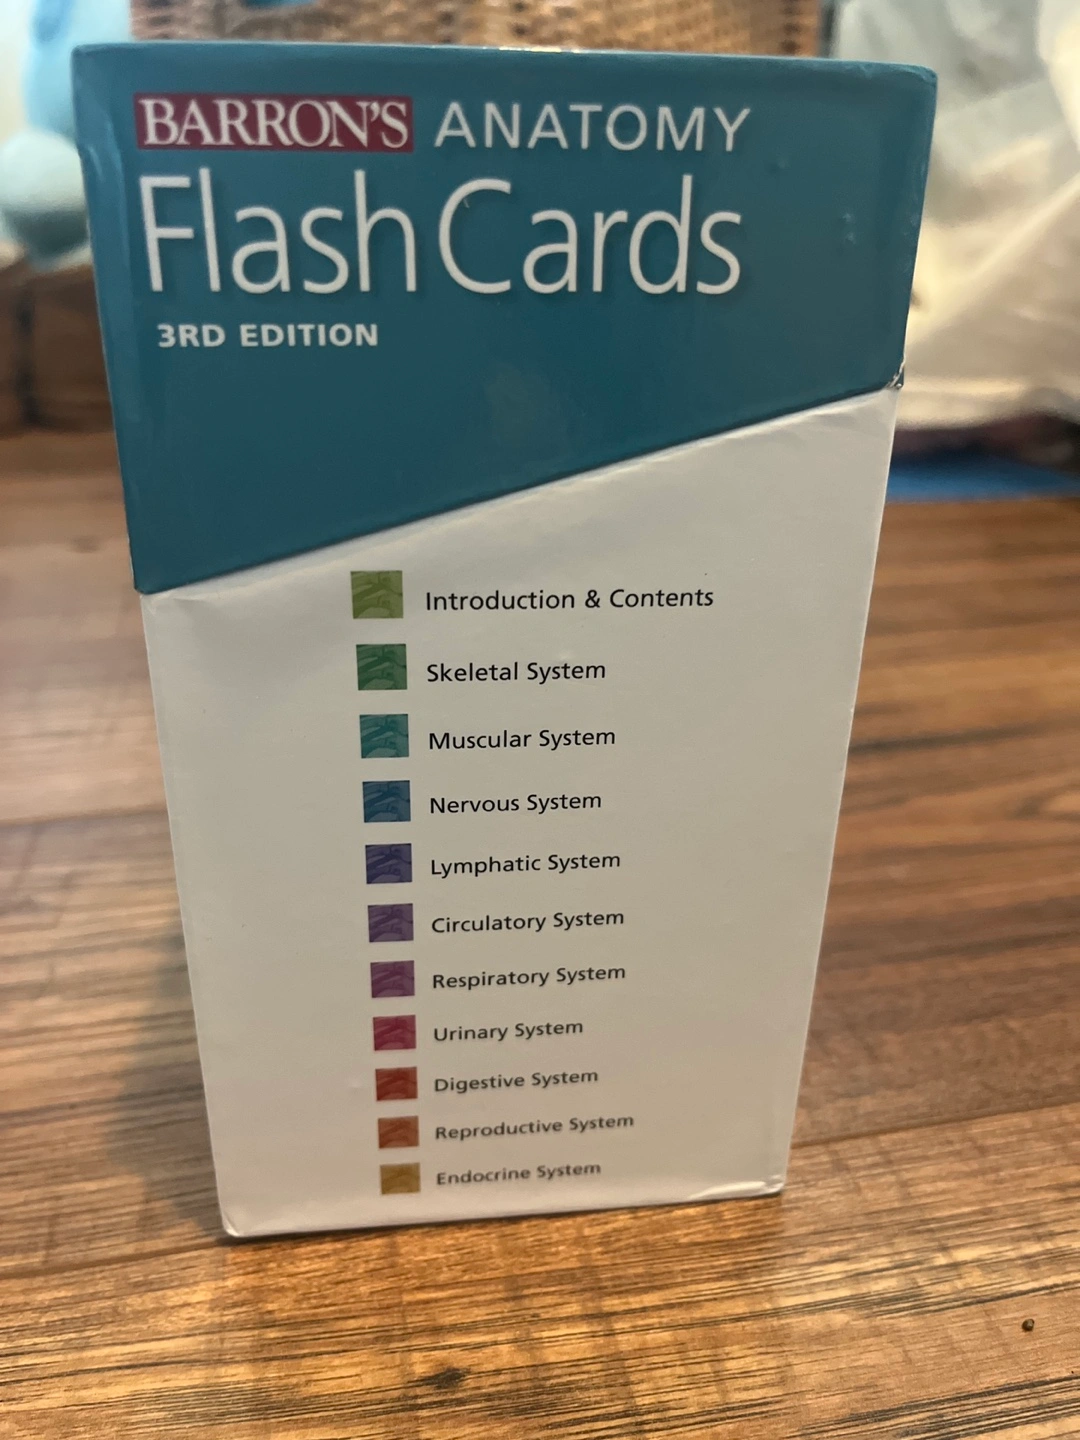 BARRON'S ANATOMY
Flash Cards
3RD EDITION
Introduction & Contents
Skeletal System
Muscular System
Nervous System
Lymphatic System
Circulatory System
Respiratory System
Urinary System
Digestive System
Reproductive System
Endocrine System